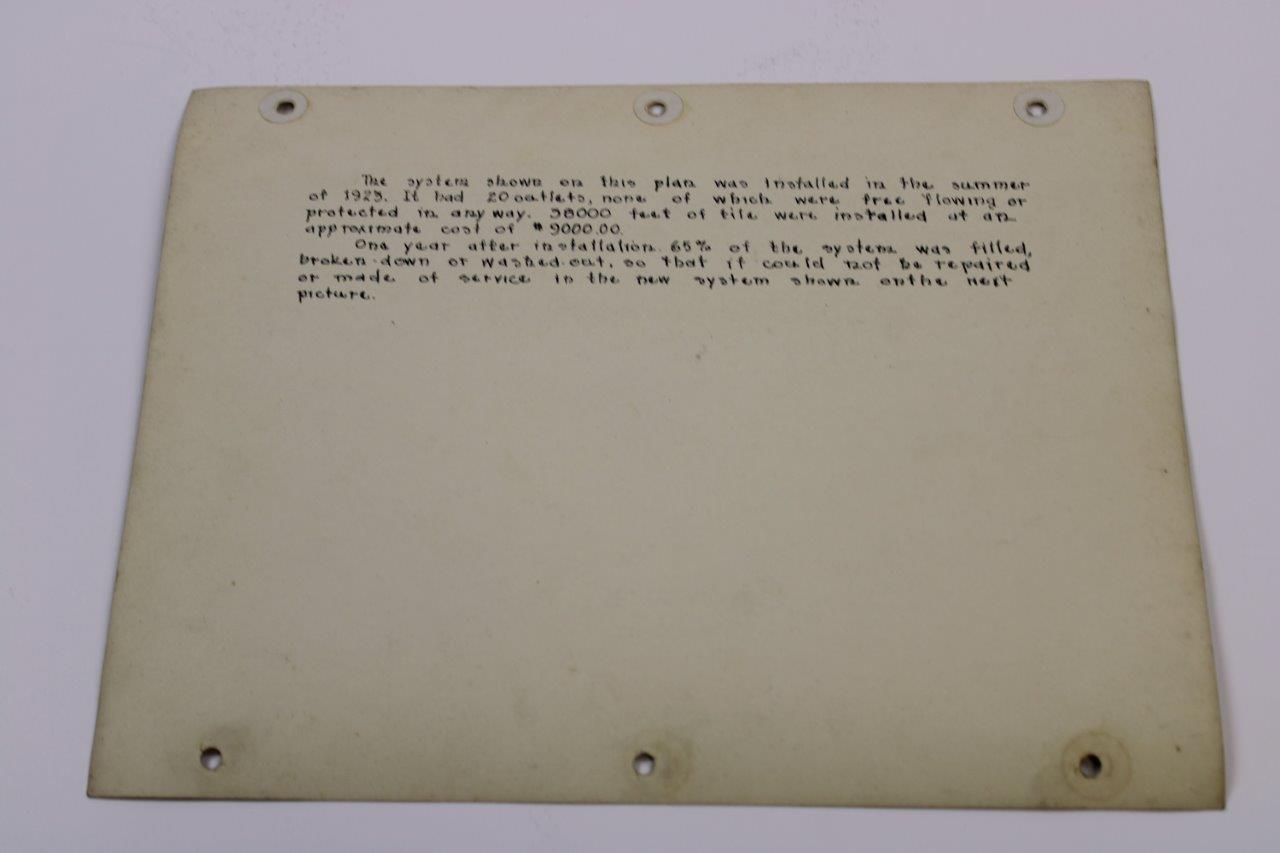 The system shown on this plan was installed in the summer
of 1925. It had 20 outlets, none of which were free flowing or
protected in any way. 38000 feet of tile were installed at an
approximate cost of $9000.00.
One year after installation. 65% of the system was filled,
broken-down or washed-out, so that it could not be repaired
or made of service in the new system shown on the next
picture.